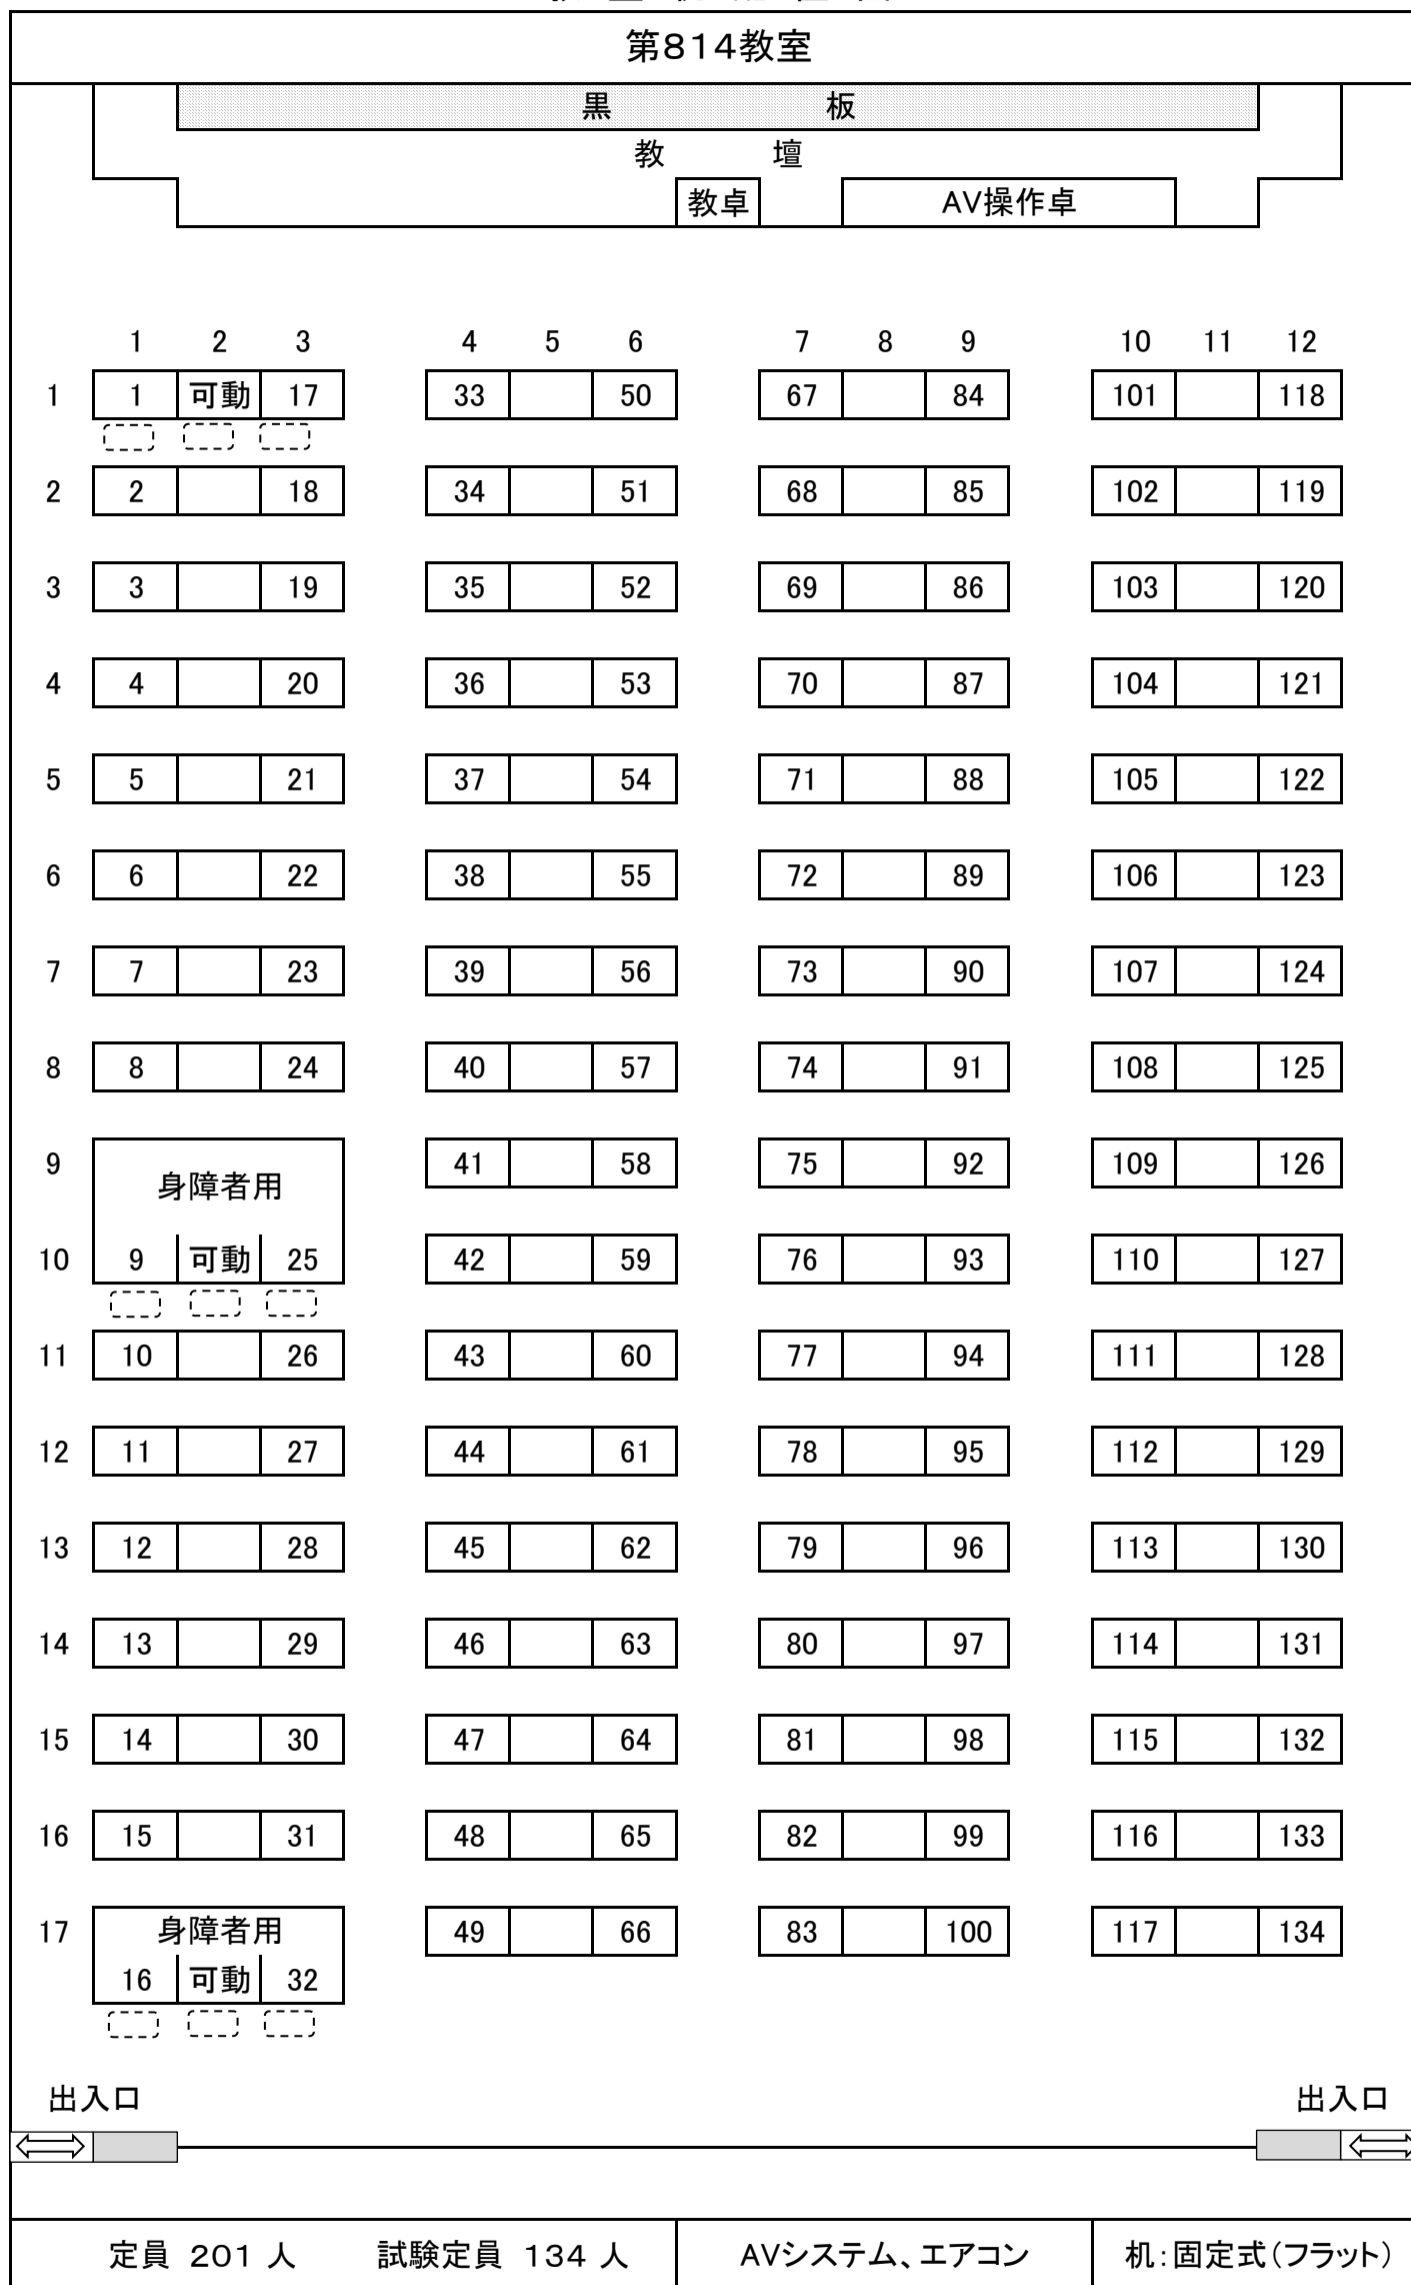 第814教室
黒 板
教 壇
教卓 AV操作卓
1 2 3 4 5 6 7 8 9 10 11 12
1 1 可動 17 33 50 67 84 101 118
2 2 18 34 51 68 85 102 119
3 3 19 35 52 69 86 103 120
4 4 20 36 53 70 87 104 121
5 5 21 37 54 71 88 105 122
6 6 22 38 55 72 89 106 123
7 7 23 39 56 73 90 107 124
8 8 24 40 57 74 91 108 125
9 身障者用 41 58 75 92 109 126
10 9 可動 25 42 59 76 93 110 127
11 10 26 43 60 77 94 111 128
12 11 27 44 61 78 95 112 129
13 12 28 45 62 79 96 113 130
14 13 29 46 63 80 97 114 131
15 14 30 47 64 81 98 115 132
16 15 31 48 65 82 99 116 133
17 身障者用 49 66 83 100 117 134
16 可動 32
出入口 出入口
定員 201 人 試験定員 134 人 AVシステム、エアコン 机:固定式(フラット)